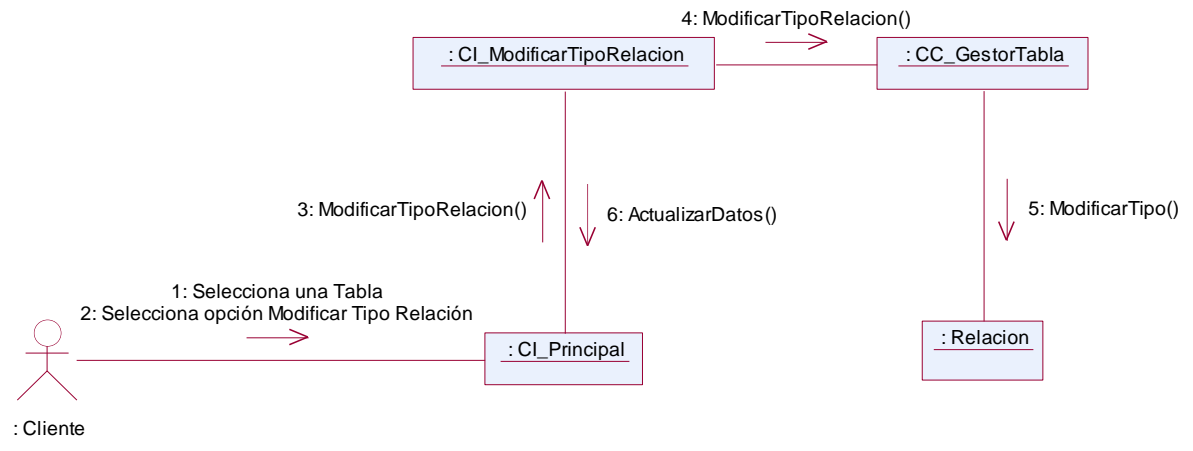 4: ModificarTipoRelacion()
: CI_ModificarTipoRelacion
: CC_GestorTabla
3: ModificarTipoRelacion()
6: ActualizarDatos()
5: ModificarTipo()
1: Selecciona una Tabla
2: Selecciona opción Modificar Tipo Relación
: CI_Principal
: Relacion
: Cliente